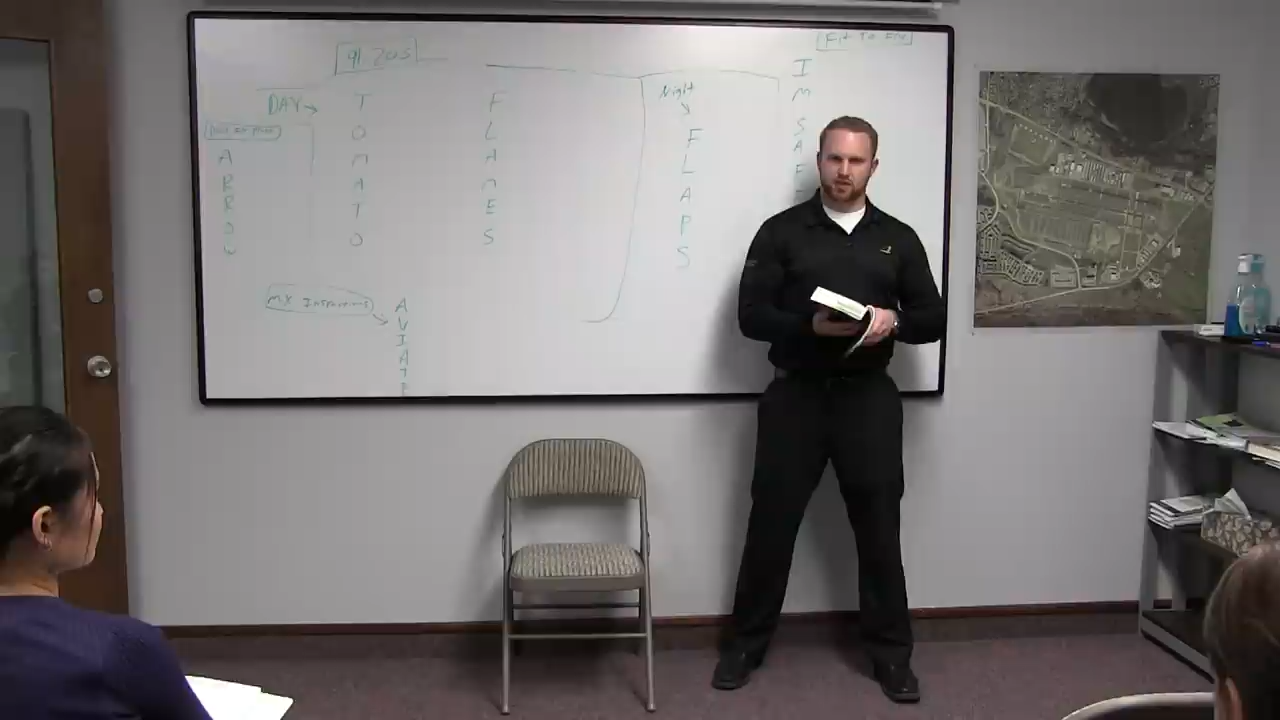 91.205
Fit To Fly
DAY →
T
O
M
A
T
O
F
L
A
M
E
S
Night
F
L
A
P
S
I
M
S
A
F
A
R
R
O
W
MX Inspections
A
V
I
A
T
E